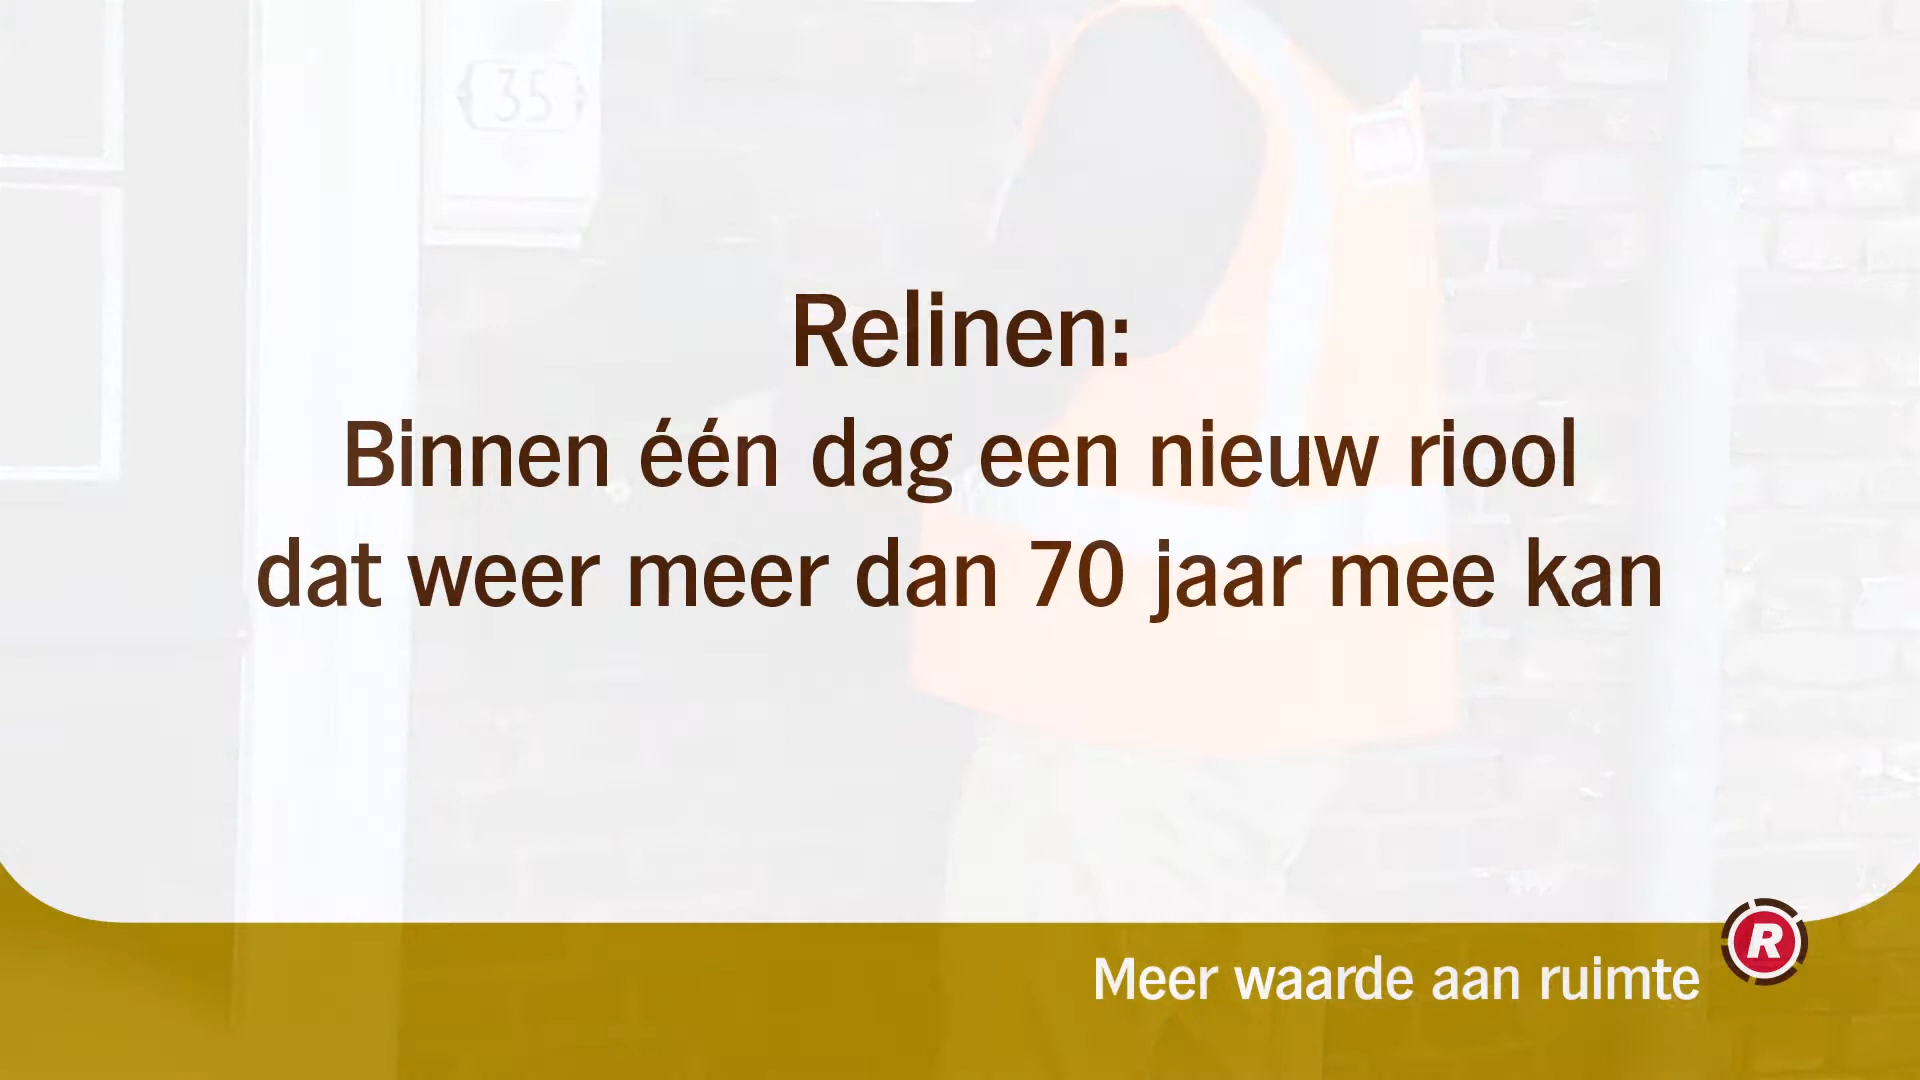 35
Relinen:
Binnen één dag een nieuw riool
dat weer meer dan 70 jaar mee kan
Meer waarde aan ruimte
R